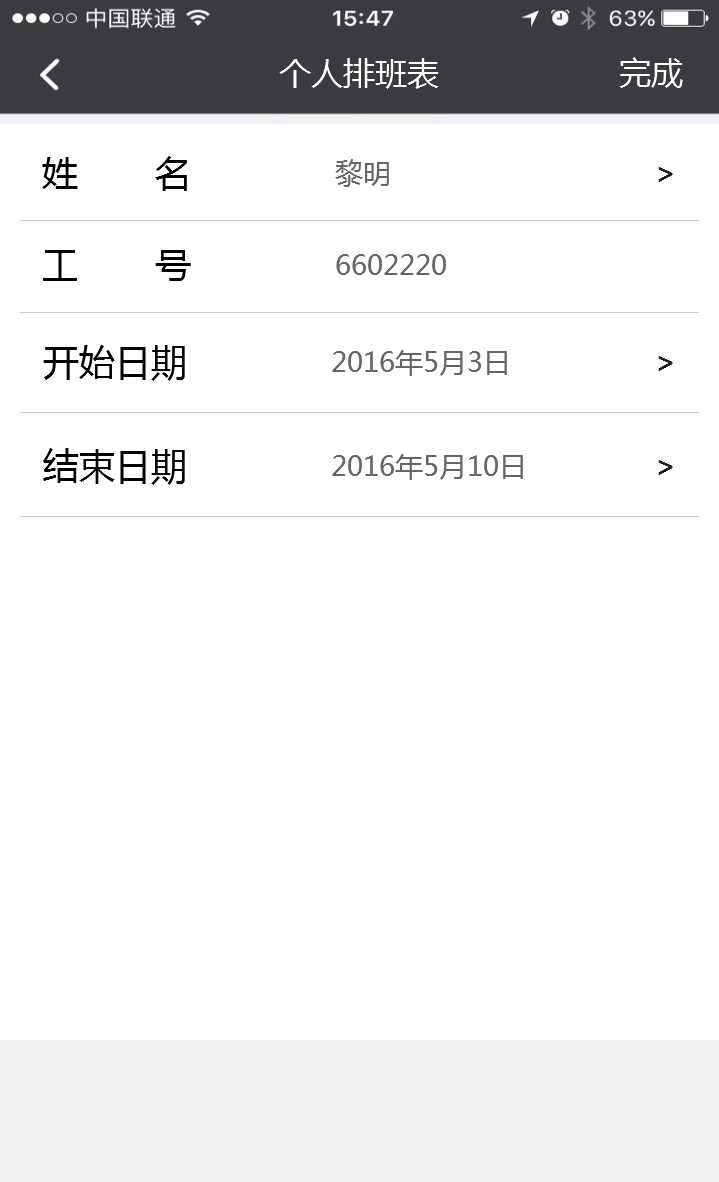 中国联通 15:47 63%
个人排班表 完成
姓 名 黎明 >
工 号 6602220
开始日期 2016年5月3日 >
结束日期 2016年5月10日 >